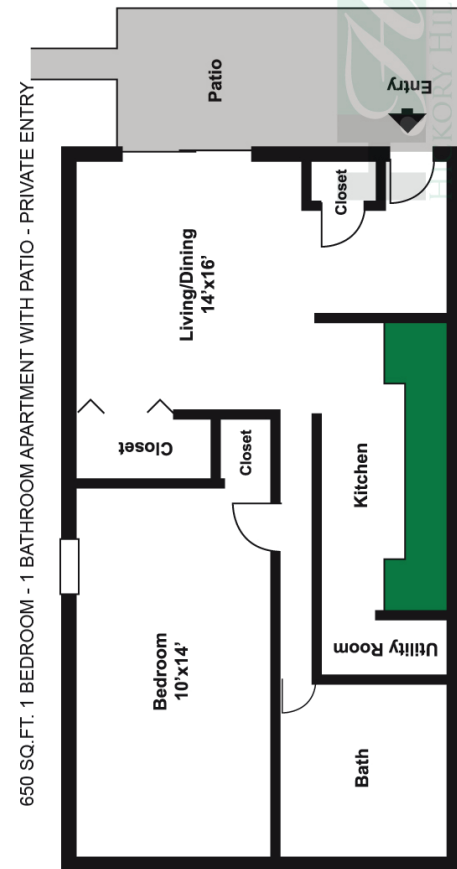 650 SQ.FT. 1 BEDROOM - 1 BATHROOM APARTMENT WITH PATIO - PRIVATE ENTRY
Bedroom
10'x14'
Closet
Closet
Living/Dining
14'x16'
Patio
Bath
Utility Room
Kitchen
Closet
Entry